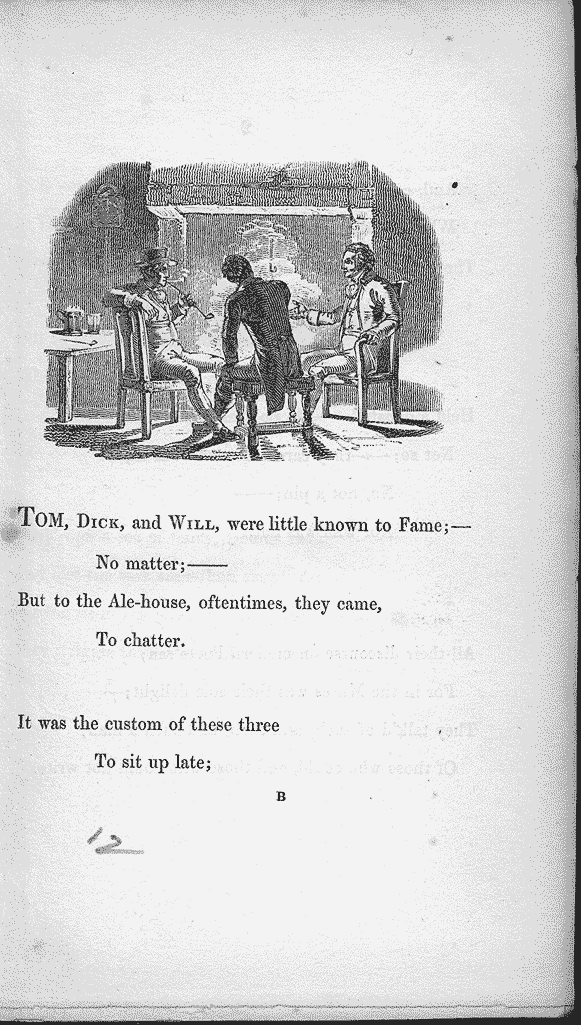 TOM, DICK, and WILL, were little known to Fame;—
No matter;——
But to the Ale-house, oftentimes, they came,
To chatter.
It was the custom of these three
To sit up late;
B
12